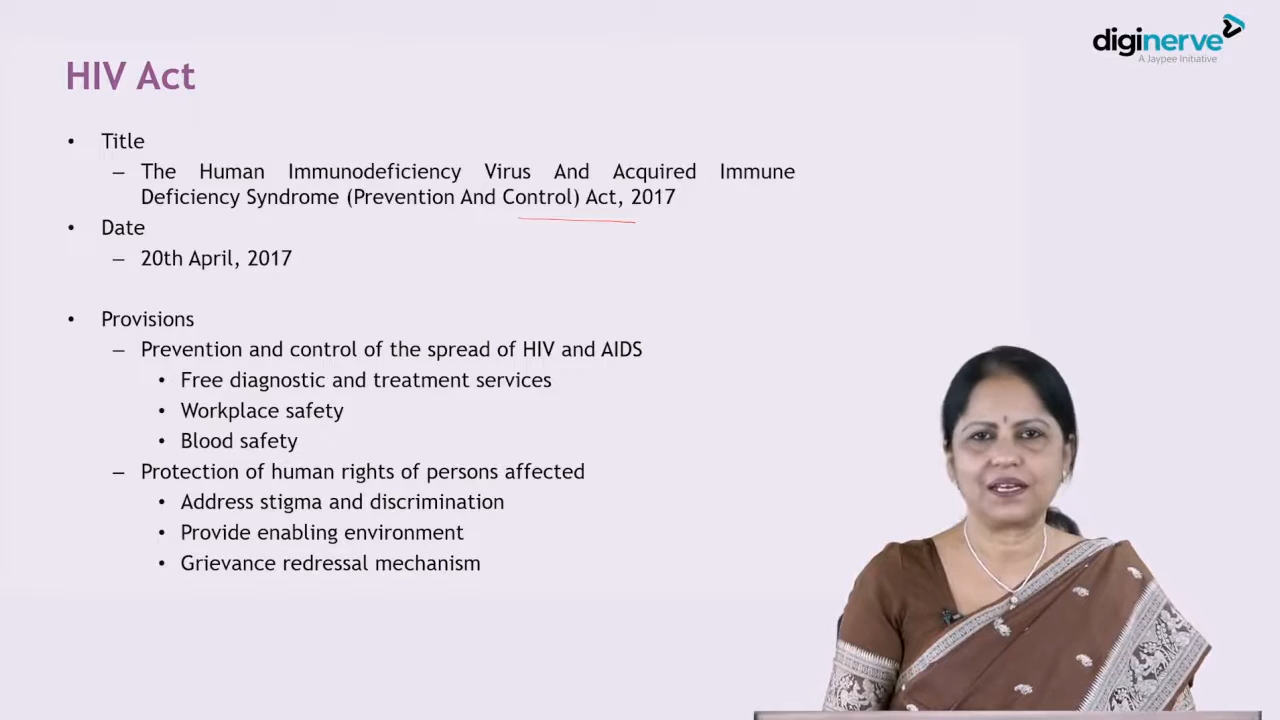 diginerve
A Jaypee Initiative
HIV Act
• Title
– The Human Immunodeficiency Virus And Acquired Immune
Deficiency Syndrome (Prevention And Control) Act, 2017
• Date
– 20th April, 2017
• Provisions
– Prevention and control of the spread of HIV and AIDS
• Free diagnostic and treatment services
• Workplace safety
• Blood safety
– Protection of human rights of persons affected
• Address stigma and discrimination
• Provide enabling environment
• Grievance redressal mechanism